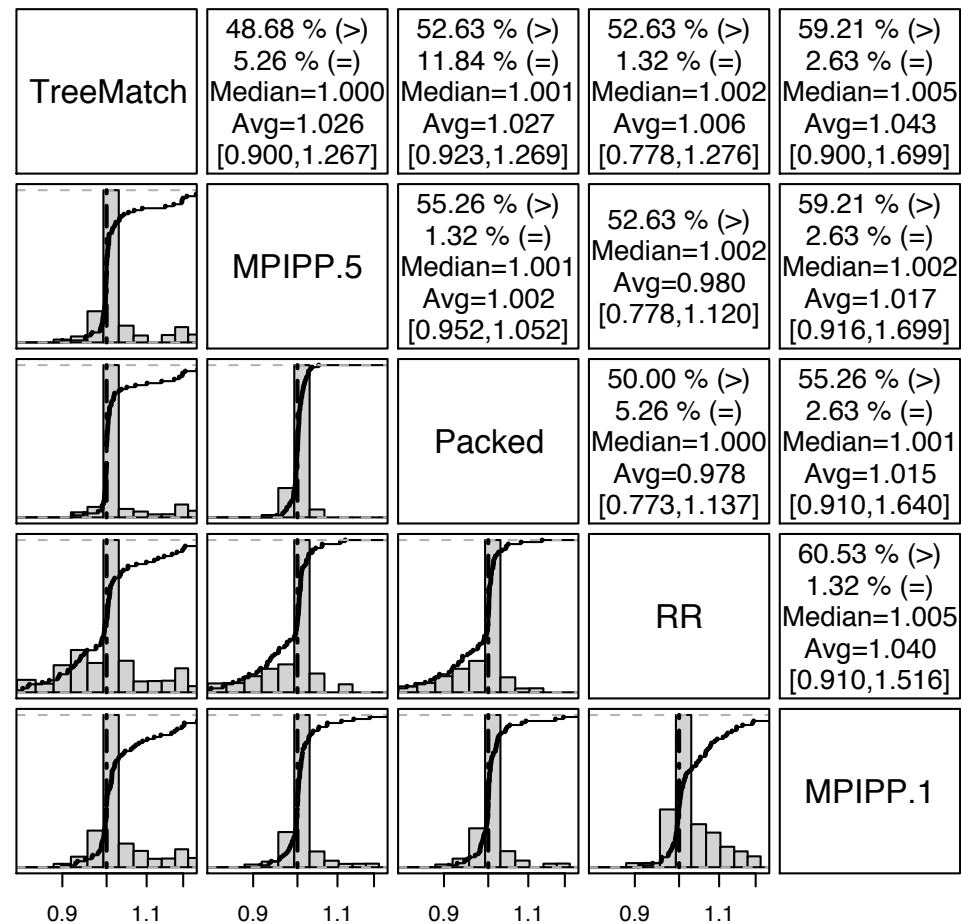 TreeMatch
48.68 % (>)
5.26 % (=)
Median=1.000
Avg=1.026
[0.900,1.267]
52.63 % (>)
11.84 % (=)
Median=1.001
Avg=1.027
[0.923,1.269]
52.63 % (>)
1.32 % (=)
Median=1.002
Avg=1.006
[0.778,1.276]
59.21 % (>)
2.63 % (=)
Median=1.005
Avg=1.043
[0.900,1.699]
MPIPP.5
55.26 % (>)
1.32 % (=)
Median=1.001
Avg=1.002
[0.952,1.052]
52.63 % (>)
Median=1.002
Avg=0.980
[0.778,1.120]
59.21 % (>)
2.63 % (=)
Median=1.002
Avg=1.017
[0.916,1.699]
Packed
50.00 % (>)
5.26 % (=)
Median=1.000
Avg=0.978
[0.773,1.137]
55.26 % (>)
2.63 % (=)
Median=1.001
Avg=1.015
[0.910,1.640]
RR
60.53 % (>)
1.32 % (=)
Median=1.005
Avg=1.040
[0.910,1.516]
MPIPP.1
0.9 1.1
0.9 1.1
0.9 1.1
0.9 1.1